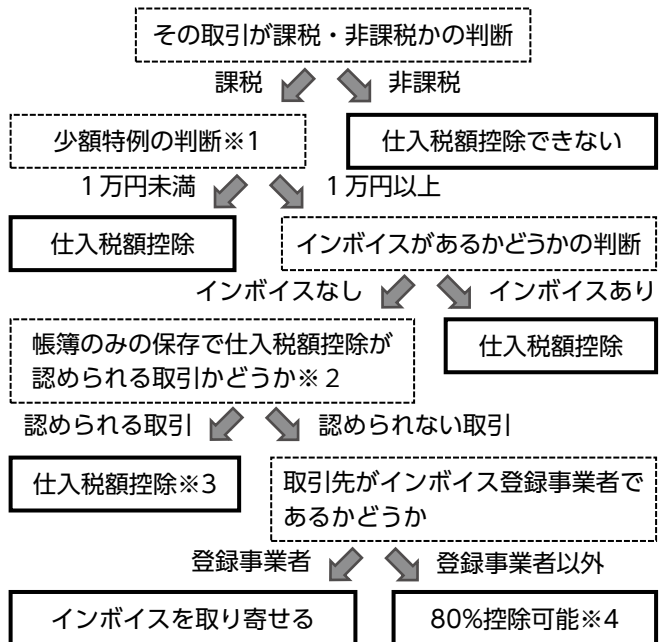 その取引が課税・非課税かの判断
課税
非課税
少額特例の判断※1
仕入税額控除できない
1万円未満
1万円以上
仕入税額控除
インボイスがあるかどうかの判断
インボイスなし
インボイスあり
帳簿のみの保存で仕入税額控除が
認められる取引かどうか※2
仕入税額控除
認められる取引
認められない取引
仕入税額控除※3
取引先がインボイス登録事業者で
あるかどうか
登録事業者
登録事業者以外
インボイスを取り寄せる
80%控除可能※4